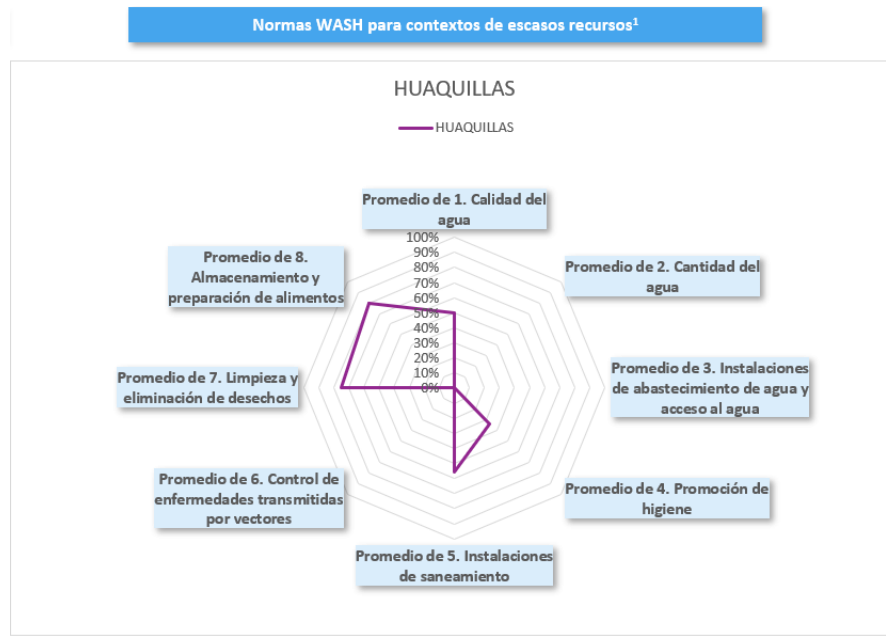 Normas WASH para contextos de escasos recursos¹
HUAQUILLAS
HUAQUILLAS
Promedio de 1. Calidad del
agua
100%
90%
80%
70%
60%
50%
40%
30%
20%
10%
0%
Promedio de 2. Cantidad del
agua
Promedio de 3. Instalaciones
de abastecimiento de agua y
acceso al agua
Promedio de 4. Promoción de
higiene
Promedio de 5. Instalaciones
de saneamiento
Promedio de 6. Control de
enfermedades transmitidas
por vectores
Promedio de 7. Limpieza y
eliminación de desechos
Promedio de 8.
Almacenamiento y
preparación de alimentos